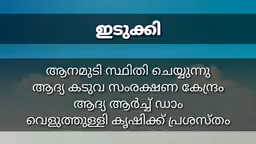 ഇടുക്കി
ആനമുടി സ്ഥിതി ചെയ്യുന്നു
ആദ്യ കടുവ സംരക്ഷണ കേന്ദ്രം
ആദ്യ ആർച്ച് ഡാം
വെളുത്തുള്ളി കൃഷിക്ക് പ്രശസ്തം